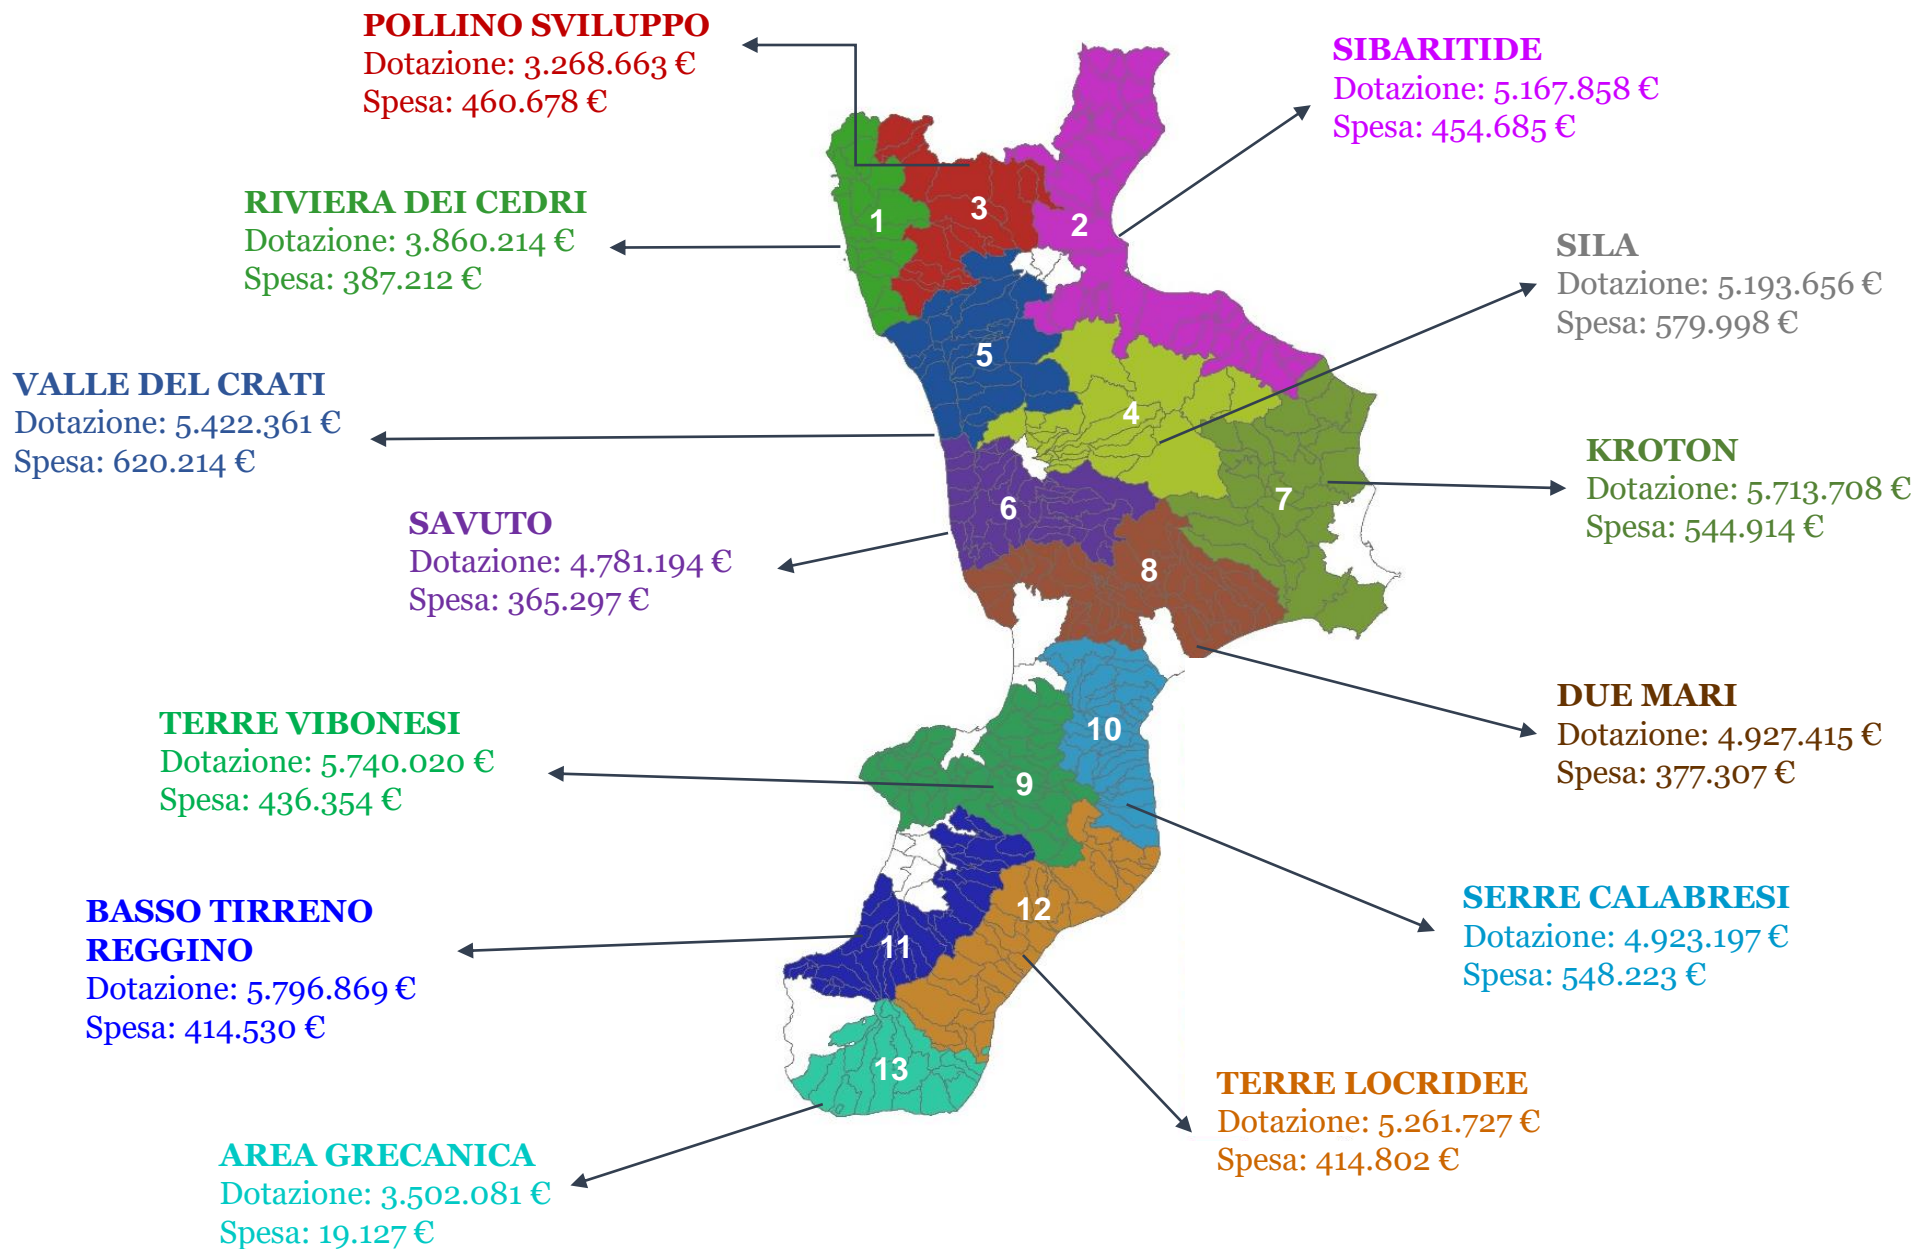 POLLINO SVILUPPO
Dotazione: 3.268.663 €
Spesa: 460.678 €
SIBARITIDE
Dotazione: 5.167.858 €
Spesa: 454.685 €
RIVIERA DEI CEDRI
Dotazione: 3.860.214 €
Spesa: 387.212 €
SILA
Dotazione: 5.193.656 €
Spesa: 579.998 €
VALLE DEL CRATI
Dotazione: 5.422.361 €
Spesa: 620.214 €
KROTON
Dotazione: 5.713.708 €
Spesa: 544.914 €
SAVUTO
Dotazione: 4.781.194 €
Spesa: 365.297 €
DUE MARI
Dotazione: 4.927.415 €
Spesa: 377.307 €
TERRE VIBONESI
Dotazione: 5.740.020 €
Spesa: 436.354 €
SERRE CALABRESI
Dotazione: 4.923.197 €
Spesa: 548.223 €
BASSO TIRRENO
REGGINO
Dotazione: 5.796.869 €
Spesa: 414.530 €
TERRE LOCRIDEE
Dotazione: 5.261.727 €
Spesa: 414.802 €
AREA GRECANICA
Dotazione: 3.502.081 €
Spesa: 19.127 €
1
2
3
4
5
6
7
8
9
10
11
12
13